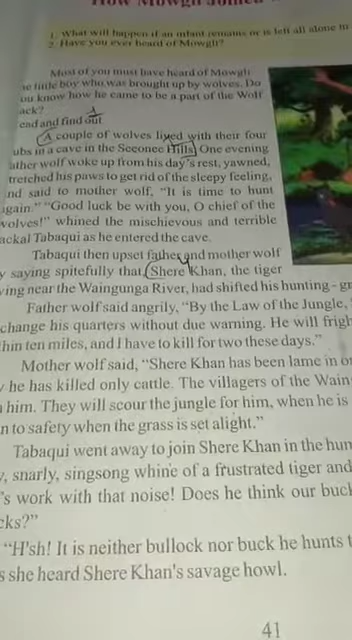 How Mowgli Joined
1. What will happen if an infant remains or is left all alone in
2. Have you ever heard of Mowgli?
Most of you must have heard of Mowgli
he little boy who was brought up by wolves. Do
ou know how he came to be a part of the Wolf
ack?
ead and find out
A couple of wolves lived with their four
ubs in a cave in the Seeonee Hills. One evening
ather wolf woke up from his day's rest, yawned,
tretched his paws to get rid of the sleepy feeling,
nd said to mother wolf, "It is time to hunt
again." "Good luck be with you, O chief of the
wolves!" whined the mischievous and terrible
ackal Tabaqui as he entered the cave.
Tabaqui then upset father and mother wolf
y saying spitefully that Shere Khan, the tiger
ving near the Waingunga River, had shifted his hunting - gr
Father wolf said angrily, "By the Law of the Jungle,
change his quarters without due warning. He will frigh
hin ten miles, and I have to kill for two these days."
Mother wolf said, "Shere Khan has been lame in o
y he has killed only cattle. The villagers of the Wain
h him. They will scour the jungle for him, when he is
n to safety when the grass is set alight."
Tabaqui went away to join Shere Khan in the hun
y, snarly, singsong whine of a frustrated tiger and
's work with that noise! Does he think our buck
cks?"
"H'sh! It is neither bullock nor buck he hunts t
s she heard Shere Khan's savage howl.
41